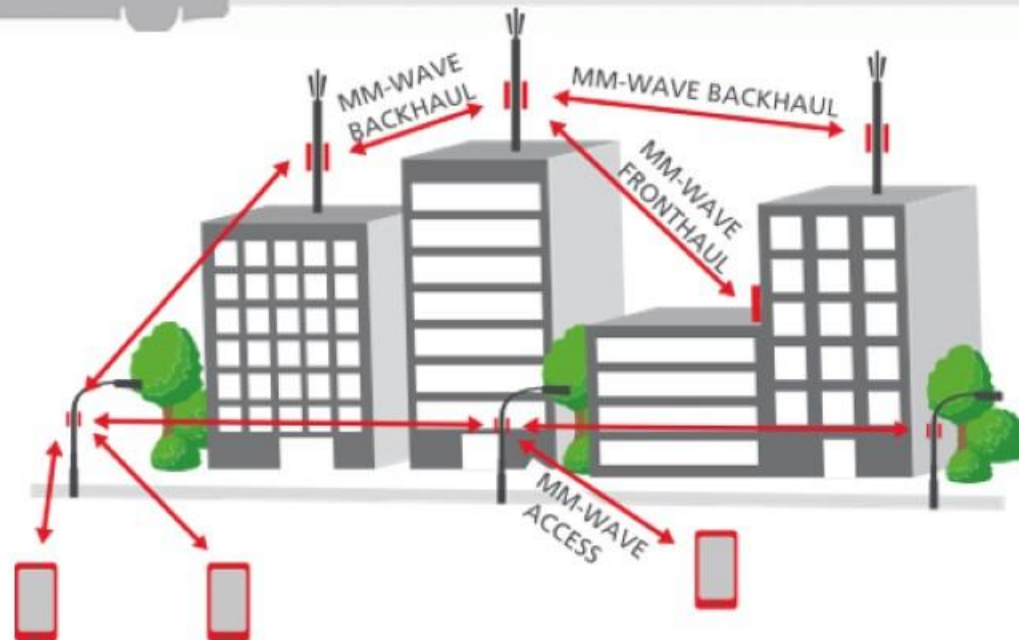 MM-WAVE
BACKHAUL
MM-WAVE BACKHAUL
MM-WAVE
FRONTHAUL
MM-WAVE
ACCESS